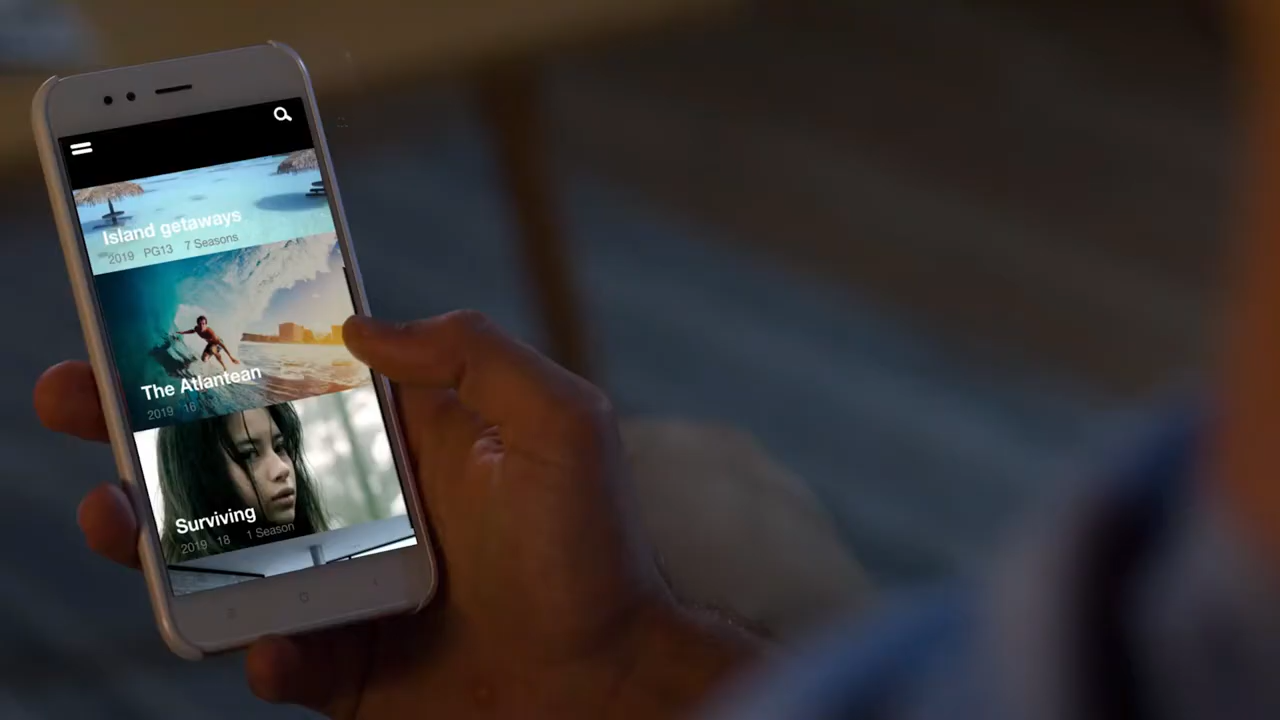 Island getaways
2019 PG13 7 Seasons
The Atlantean
2019 16
Surviving
2019 18 1 Season